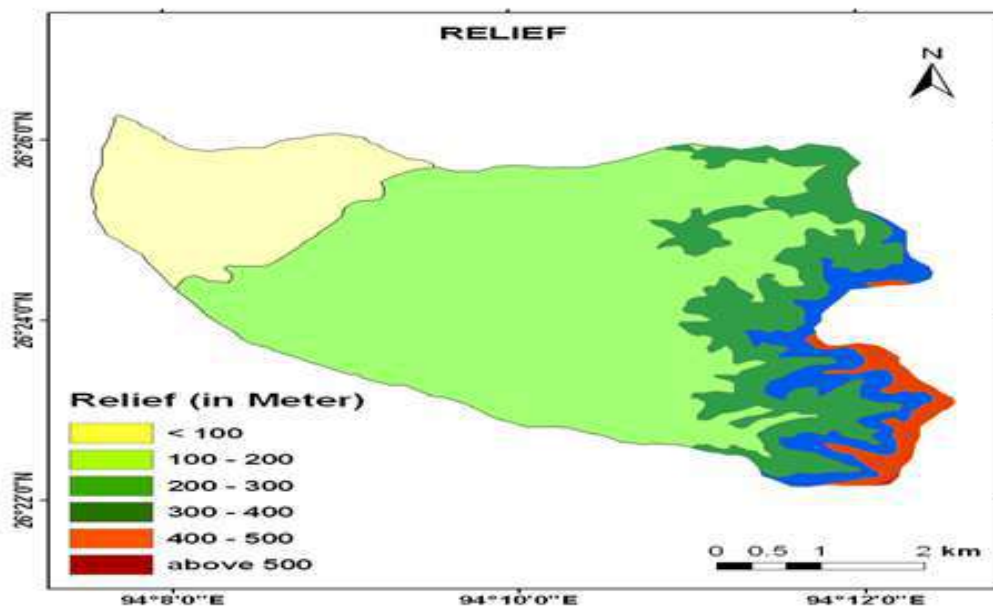 RELIEF
N
26°26'0"N
26°24'0"N
26°22'0"N
Relief (in Meter)
< 100
100 - 200
200 - 300
300 - 400
400 - 500
above 500
0 0.5 1 2 km
94°8'0"E 94°10'0"E 94°12'0"E